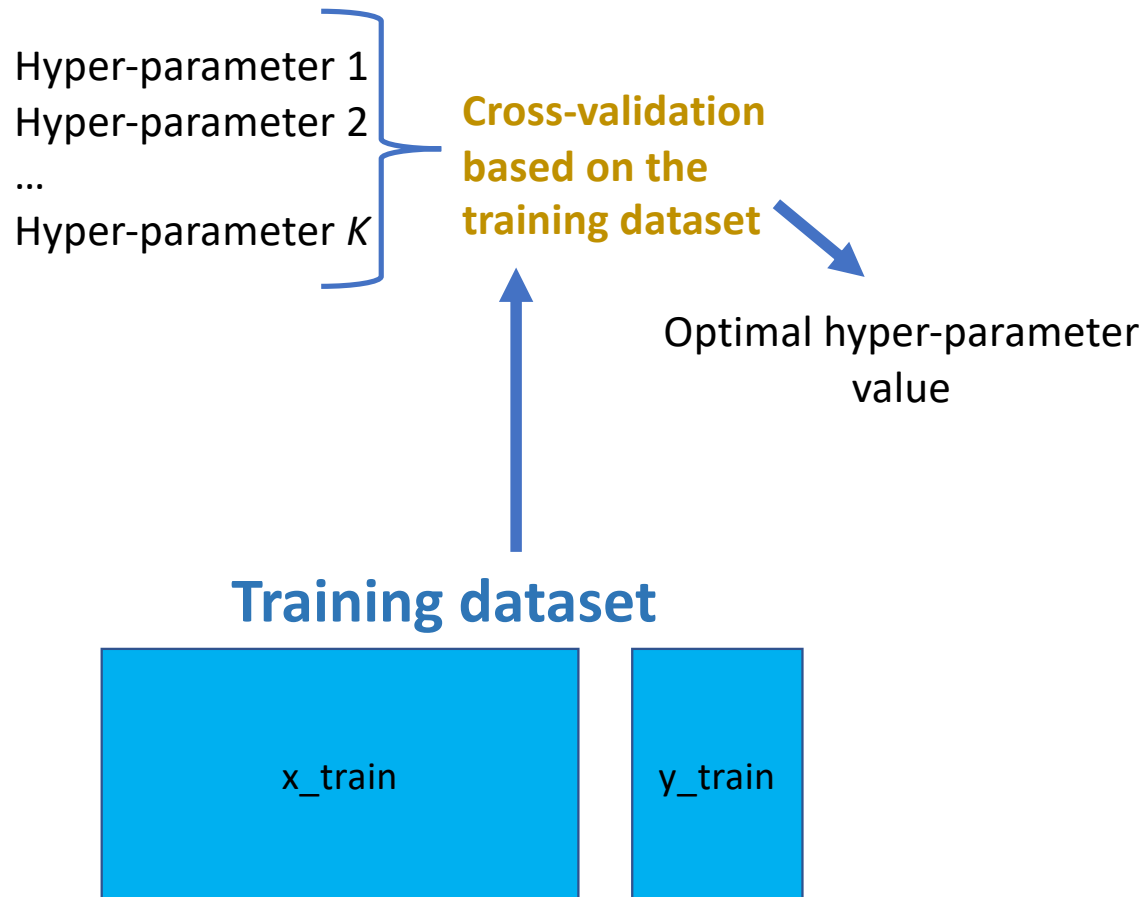 Hyper-parameter 1
Hyper-parameter 2
...
Hyper-parameter K
Cross-validation
based on the
training dataset
Optimal hyper-parameter
value
Training dataset
x_train
y_train